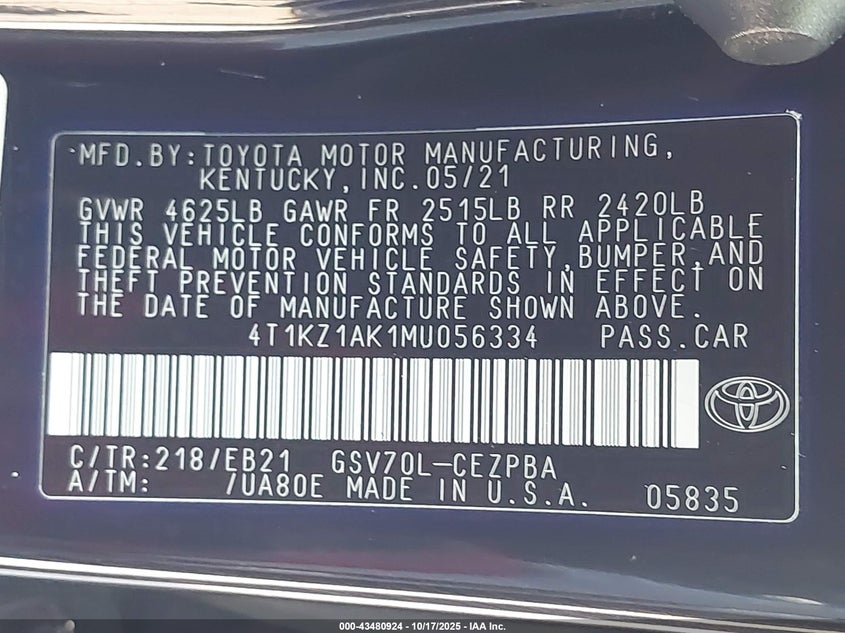 MFD.BY:TOYOTA MOTOR MANUFACTURING,
KENTUCKY,INC.05/21
GVWR 4625LB GAWR FR 2515LB RR 2420LB
THIS VEHICLE CONFORMS TO ALL APPLICABLE
FEDERAL MOTOR VEHICLE SAFETY,BUMPER,AND
THEFT PREVENTION STANDARDS IN EFFECT ON
THE DATE OF MANUFACTURE SHOWN ABOVE.
4T1KZ1AK1MU056334 PASS.CAR
C/TR:218/EB21 GSV70L-CEZPBA
A/TM: /UA80E MADE IN U.S.A. 05835
000-43480924 - 10/17/2025 - IAA Inc.